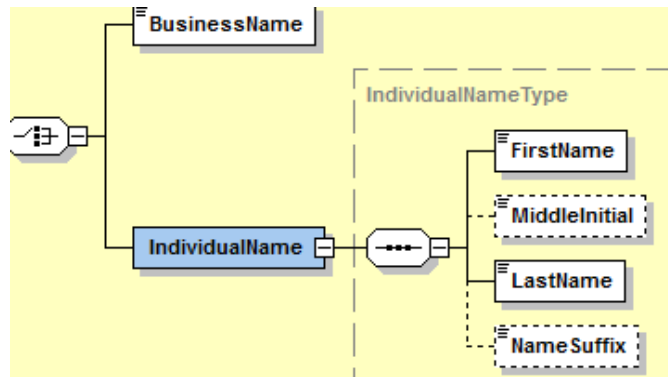 BusinessName
IndividualNameType
FirstName
MiddleInitial
IndividualName
LastName
NameSuffix